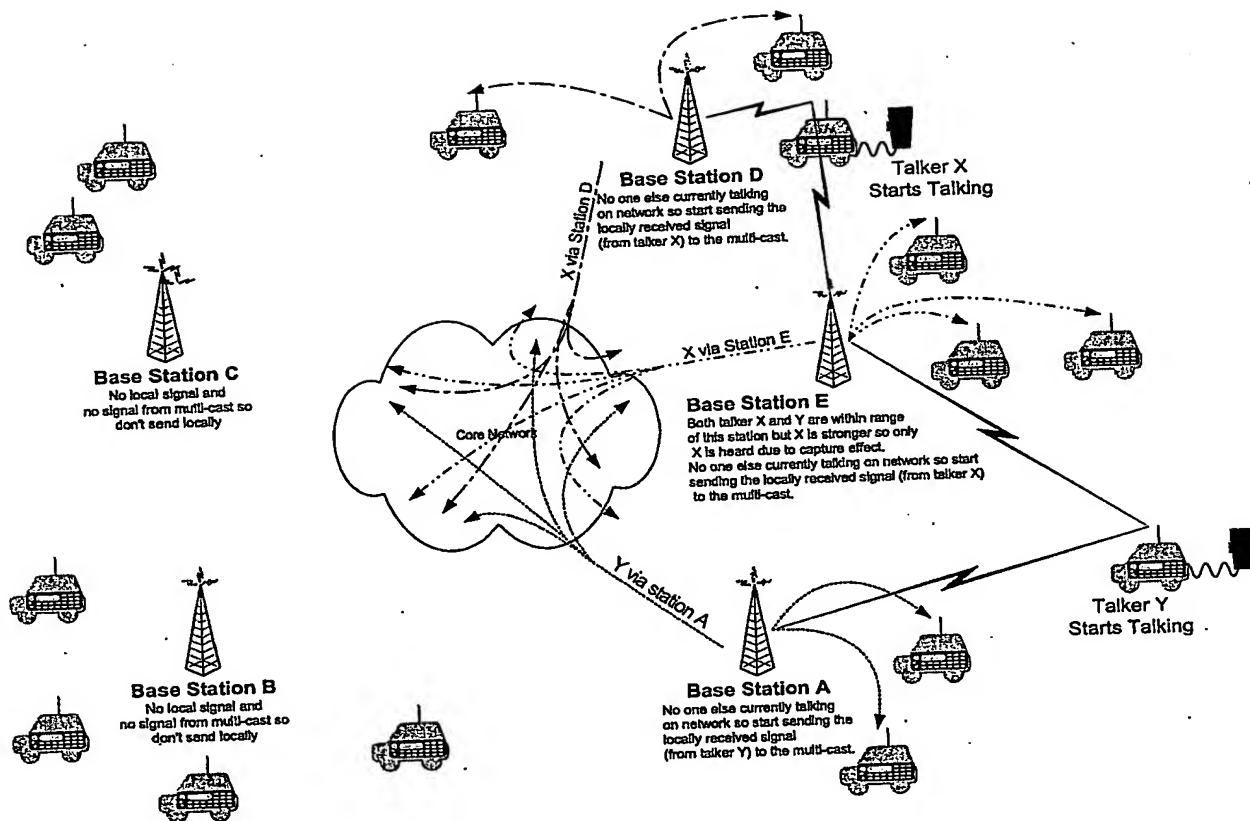 Base Station D
No one else currently talking
on network so start sending the
locally received signal
(from talker X) to the multi-cast.
Talker X
Starts Talking
X via Station D
X via Station E
Base Station C
No local signal and
no signal from multi-cast so
don't send locally
Core Network
Base Station E
Both talker X and Y are within range
of this station but X is stronger so only
X is heard due to capture effect.
No one else currently talking on network so start
sending the locally received signal (from talker X)
to the multi-cast.
Y via station A
Talker Y
Starts Talking
Base Station B
No local signal and
no signal from multi-cast so
don't send locally
Base Station A
No one else currently talking
on network so start sending the
locally received signal
(from talker Y) to the multi-cast.